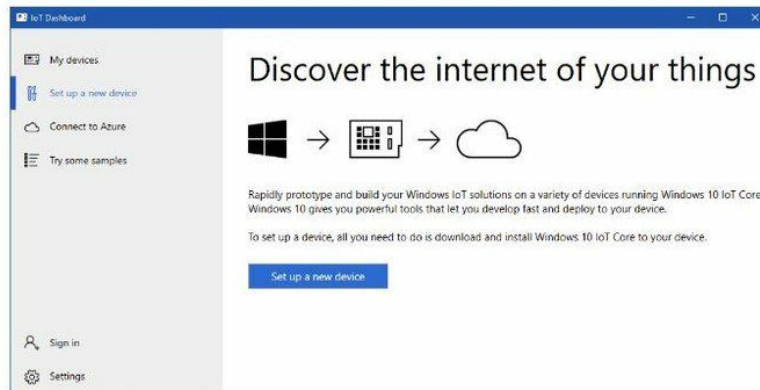 IoT Dashboard
My devices
Set up a new device
Connect to Azure
Try some samples
Sign in
Settings
Discover the internet of your things
Rapidly prototype and build your Windows IoT solutions on a variety of devices running Windows 10 IoT Core
Windows 10 gives you powerful tools that let you develop fast and deploy to your device.
To set up a device, all you need to do is download and install Windows 10 IoT Core to your device.
Set up a new device